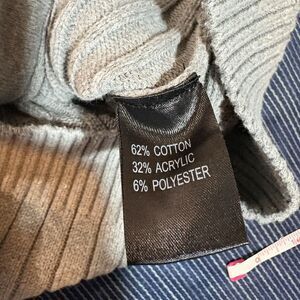 62% COTTON
32% ACRYLIC
6% POLYESTER